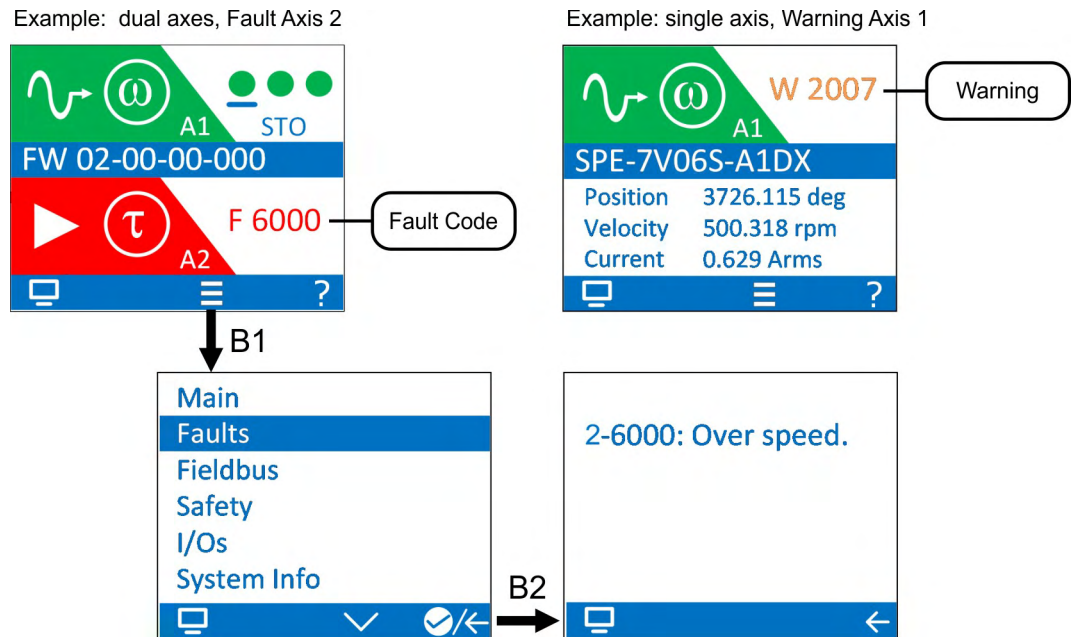 Example: dual axes, Fault Axis 2
ω
A1
STO
FW 02-00-00-000
τ
A2
F 6000
Fault Code
?
Example: single axis, Warning Axis 1
ω
A1
W 2007
Warning
SPE-7V06S-A1DX
Position 3726.115 deg
Velocity 500.318 rpm
Current 0.629 Arms
?
B1
Main
Faults
Fieldbus
Safety
I/Os
System Info
/
B2
2-6000: Over speed.